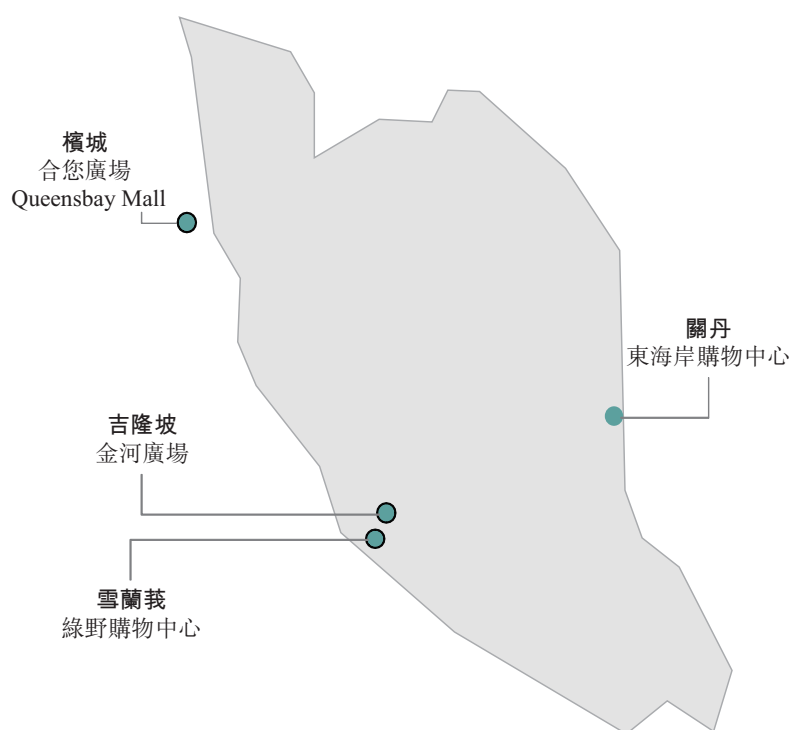 檳城
合您廣場
Queensbay Mall
關丹
東海岸購物中心
吉隆坡
金河廣場
雪蘭莪
綠野購物中心